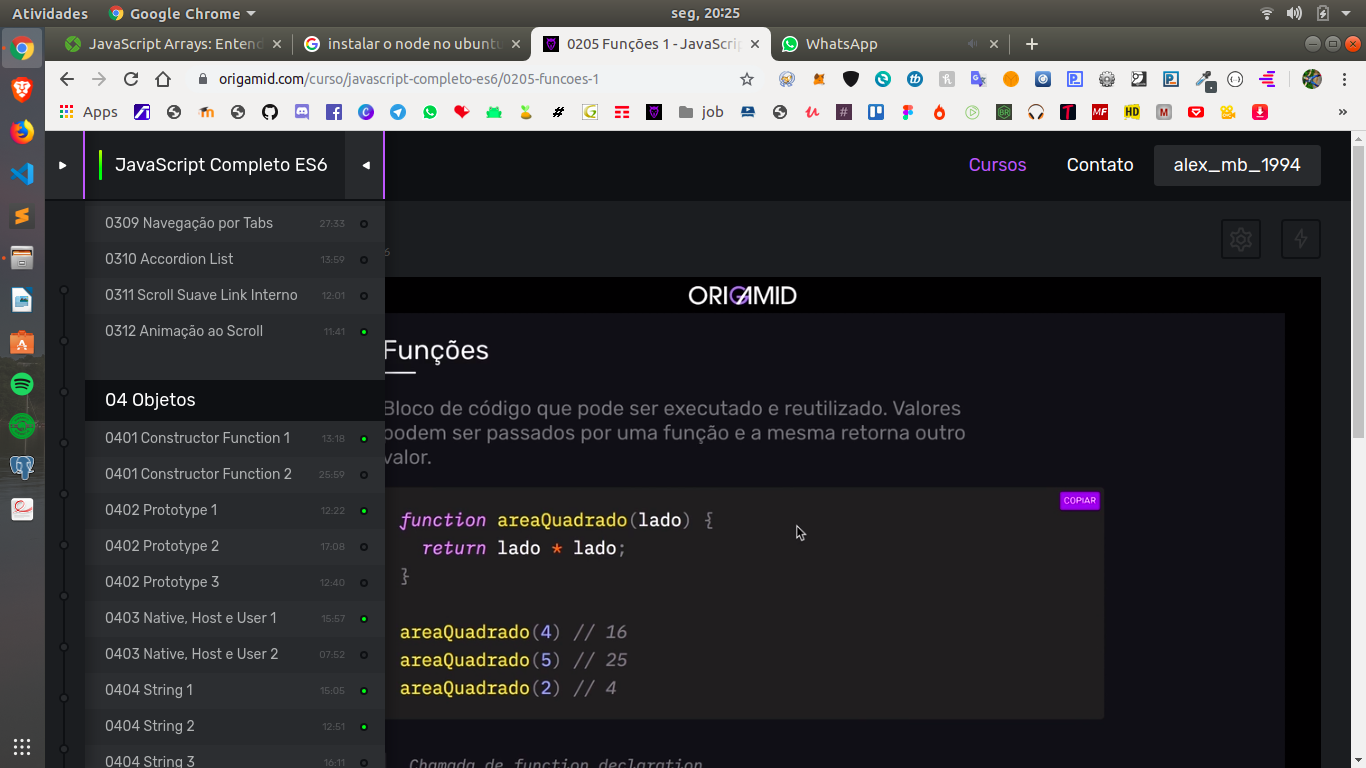 Atividades
Google Chrome
seg, 20:25
JavaScript Arrays: Entend
instalar o node no ubuntu
0205 Funções 1 - JavaScrip
WhatsApp
origamid.com/curso/javascript-completo-es6/0205-funcoes-1
Apps
job
JavaScript Completo ES6
Cursos
Contato
alex_mb_1994
0309 Navegação por Tabs 27:33
0310 Accordion List 13:59
0311 Scroll Suave Link Interno 12:01
0312 Animação ao Scroll 11:41
04 Objetos
0401 Constructor Function 1 13:18
0401 Constructor Function 2 25:59
0402 Prototype 1 12:22
0402 Prototype 2 17:08
0402 Prototype 3 12:40
0403 Native, Host e User 1 15:57
0403 Native, Host e User 2 07:52
0404 String 1 15:05
0404 String 2 12:51
0404 String 3 16:11
6
ORIGAMID
Funções
Bloco de código que pode ser executado e reutilizado. Valores
podem ser passados por uma função e a mesma retorna outro
valor.
COPIAR
function areaQuadrado(lado) {
return lado * lado;
}
areaQuadrado(4) // 16
areaQuadrado(5) // 25
areaQuadrado(2) // 4
Chamada de function declaration